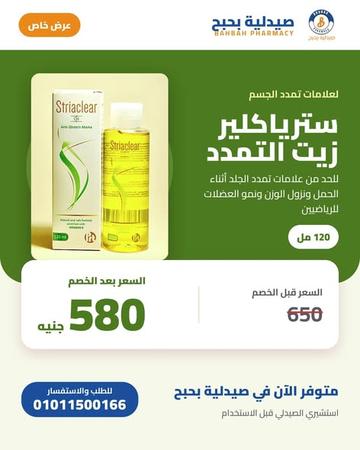 عرض خاص
صيدلية بحبح
BAHBAH PHARMACY
لعلامات تمدد الجسم
سترياكلير
زيت التمدد
للحد من علامات تمدد الجلد أثناء
الحمل ونزول الوزن ونمو العضلات
للرياضيين
120 مل
Striaclear
Anti-Stretch Marks
Striaclear
السعر قبل الخصم
650
السعر بعد الخصم
580 جنيه
متوفر الآن في صيدلية بحبح
استشيري الصيدلي قبل الاستخدام
للطلب والاستفسار
01011500166